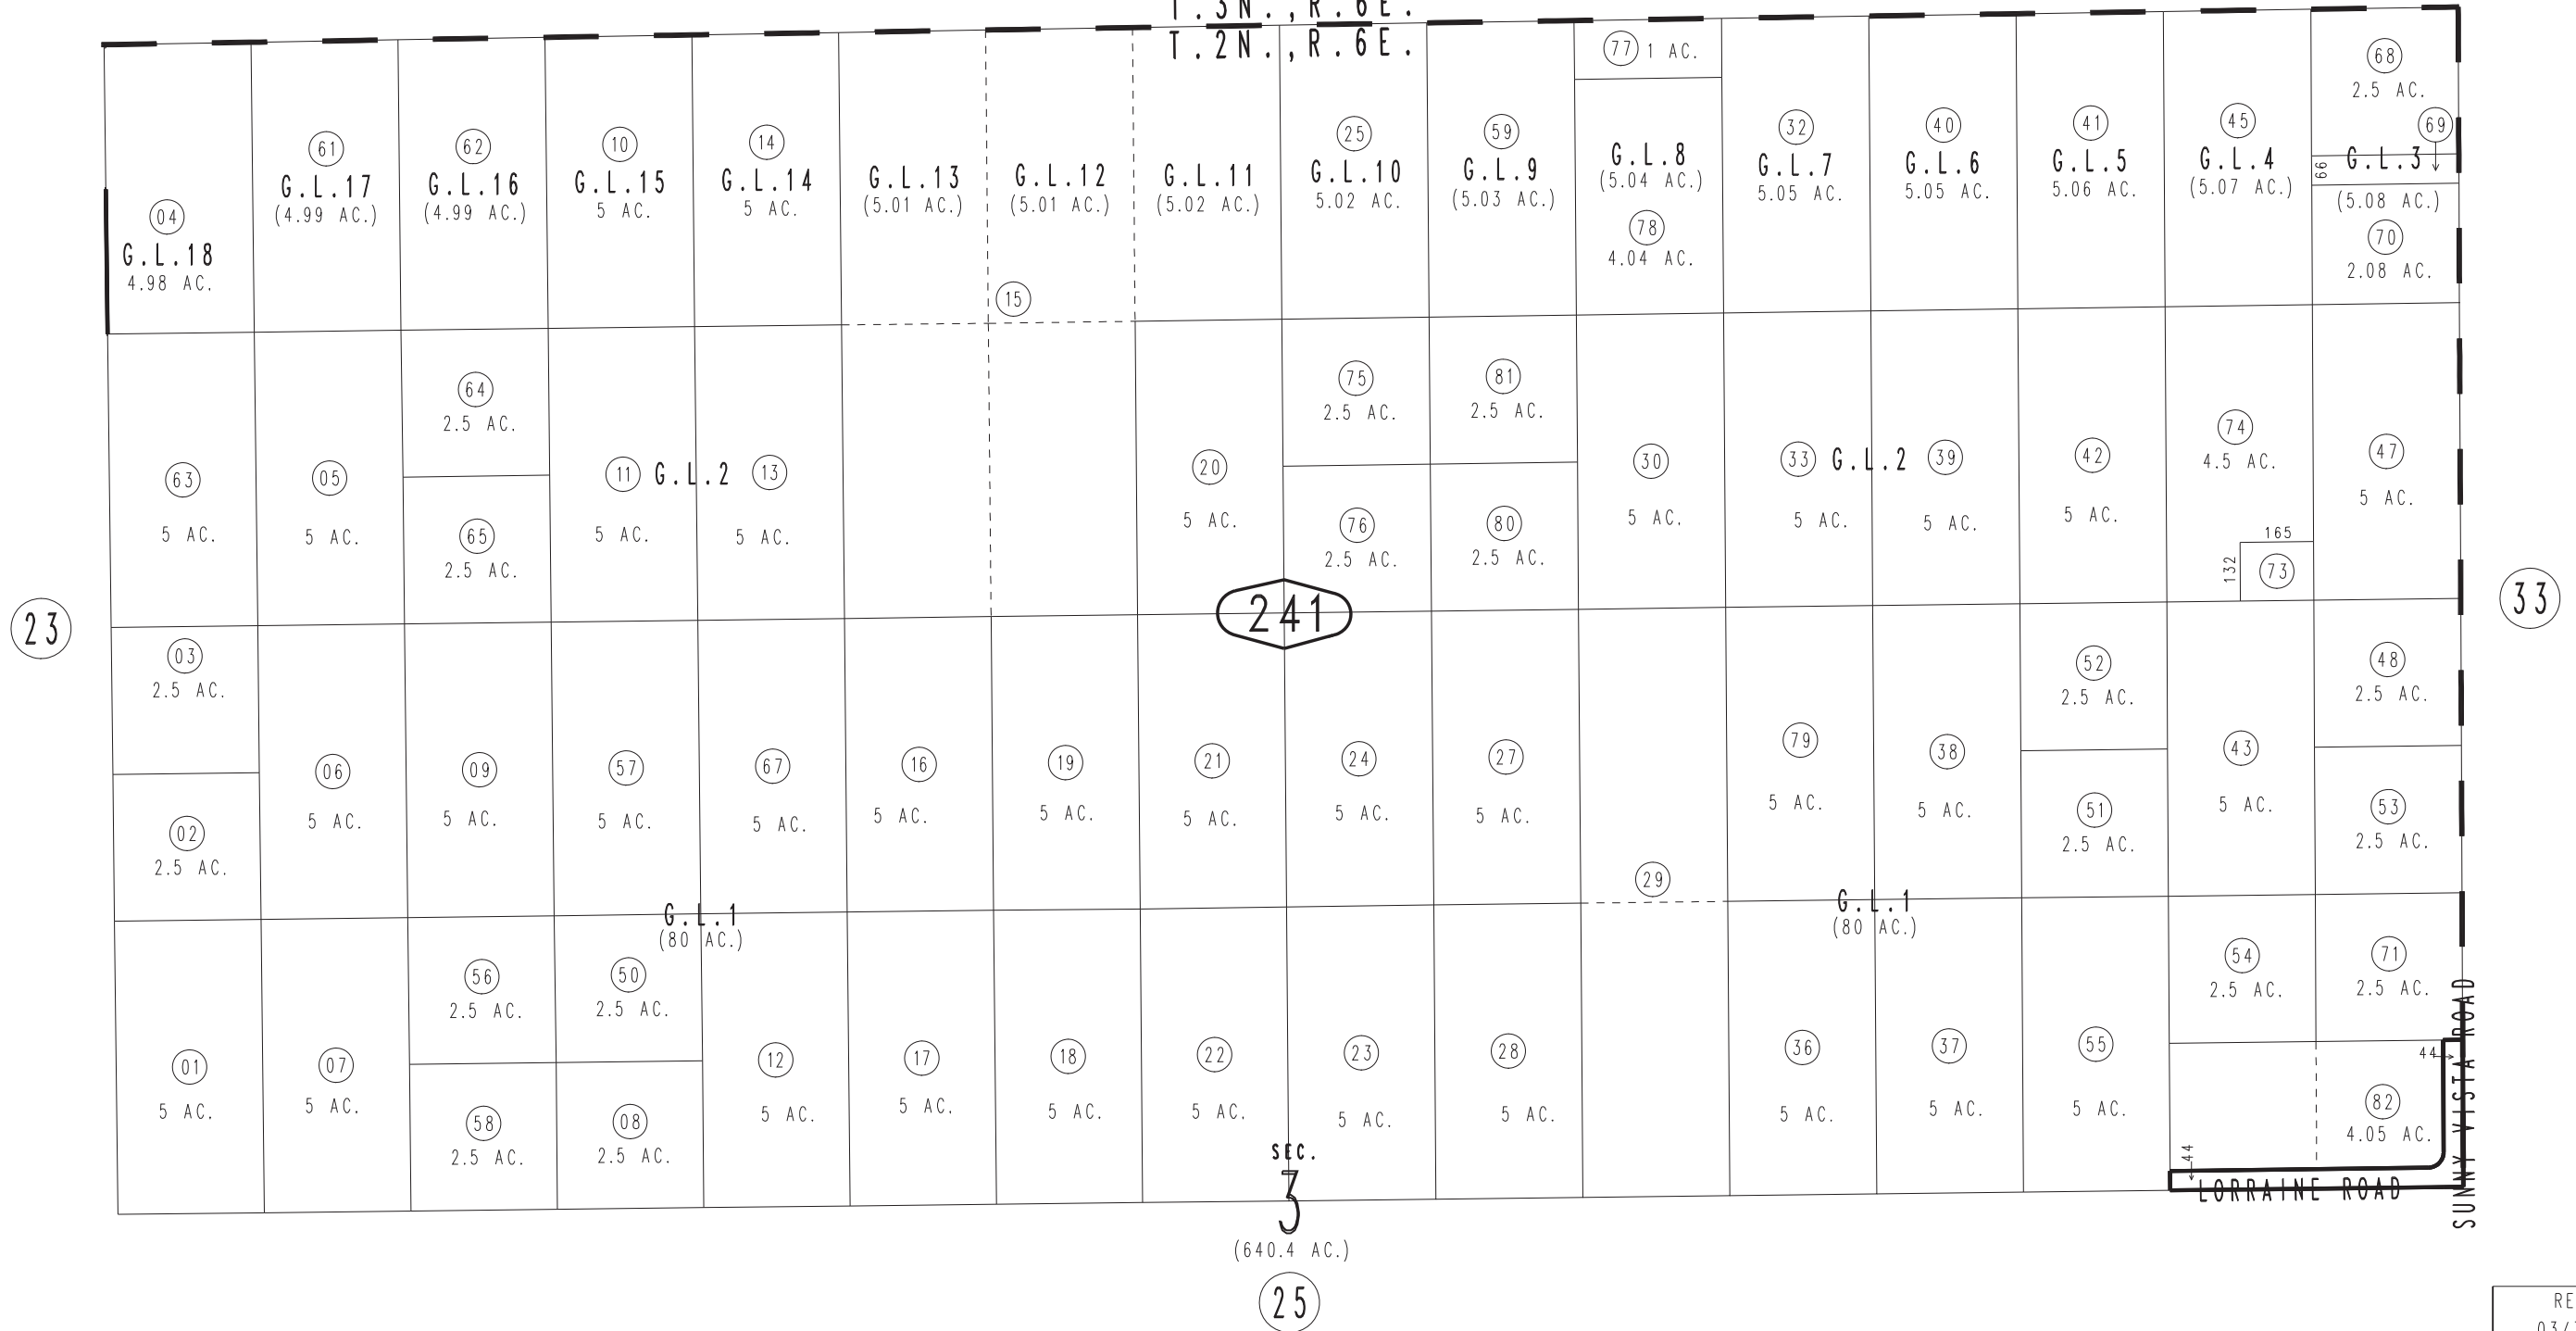 T.3N.,R.6E.
T.2N.,R.6E.
77 1 AC.
68
2.5 AC.
69
04
G.L.18
4.98 AC.
61
G.L.17
(4.99 AC.)
62
G.L.16
(4.99 AC.)
10
G.L.15
5 AC.
14
G.L.14
5 AC.
G.L.13
(5.01 AC.)
G.L.12
(5.01 AC.)
G.L.11
(5.02 AC.)
25
G.L.10
5.02 AC.
59
G.L.9
(5.03 AC.)
G.L.8
(5.04 AC.)
78
4.04 AC.
32
G.L.7
5.05 AC.
40
G.L.6
5.05 AC.
41
G.L.5
5.06 AC.
45
G.L.4
(5.07 AC.)
66
G.L.3
(5.08 AC.)
70
2.08 AC.
15
63
5 AC.
05
5 AC.
64
2.5 AC.
65
2.5 AC.
11
5 AC.
G.L.2
13
5 AC.
20
5 AC.
75
2.5 AC.
76
2.5 AC.
81
2.5 AC.
80
2.5 AC.
30
5 AC.
33
5 AC.
G.L.2
39
5 AC.
42
5 AC.
74
4.5 AC.
165
132
73
47
5 AC.
23
241
33
03
2.5 AC.
02
2.5 AC.
06
5 AC.
09
5 AC.
57
5 AC.
67
5 AC.
16
5 AC.
19
5 AC.
21
5 AC.
24
5 AC.
27
5 AC.
29
79
5 AC.
38
5 AC.
52
2.5 AC.
51
2.5 AC.
43
5 AC.
48
2.5 AC.
53
2.5 AC.
G.L.1
(80 AC.)
G.L.1
(80 AC.)
01
5 AC.
07
5 AC.
56
2.5 AC.
58
2.5 AC.
50
2.5 AC.
08
2.5 AC.
12
5 AC.
17
5 AC.
18
5 AC.
22
5 AC.
23
5 AC.
28
5 AC.
36
5 AC.
37
5 AC.
55
5 AC.
54
2.5 AC.
71
2.5 AC.
44
82
4.05 AC.
44
LORRAINE ROAD
SUNNY VISTA ROAD
SEC.
3
(640.4 AC.)
25